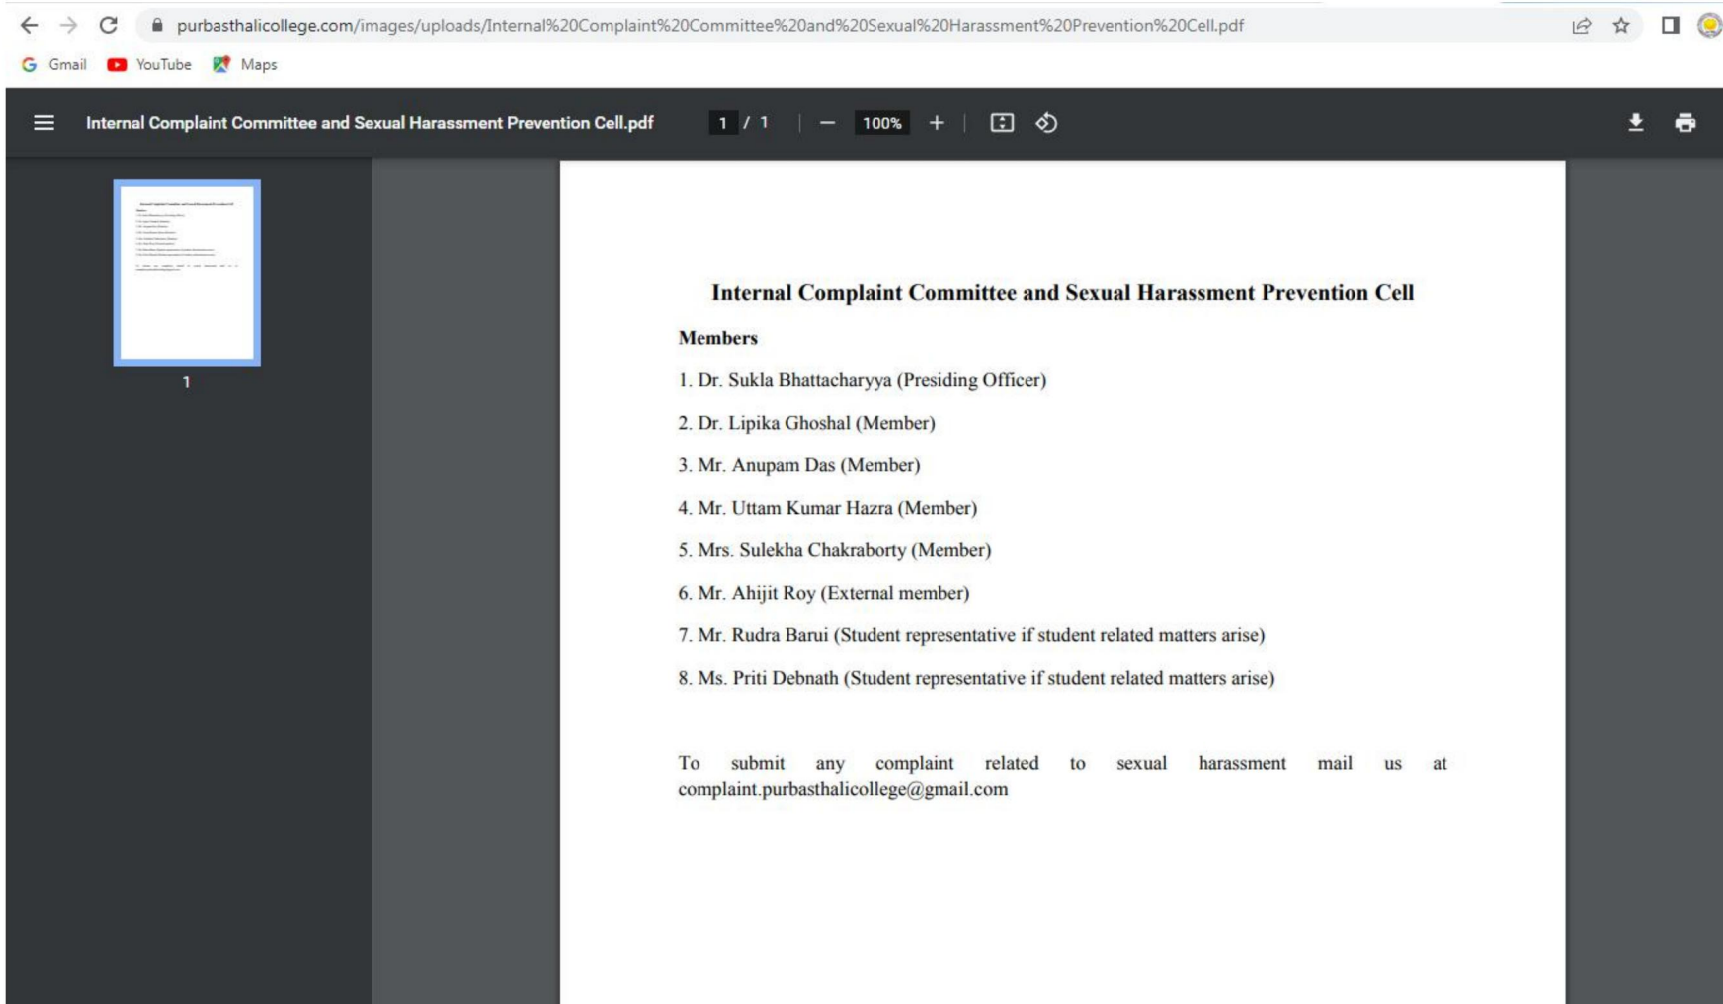 purbasthalicollege.com/images/uploads/Internal%20Complaint%20Committee%20and%20Sexual%20Harassment%20Prevention%20Cell.pdf
Gmail YouTube Maps
Internal Complaint Committee and Sexual Harassment Prevention Cell.pdf 1 / 1 100%
1
Internal Complaint Committee and Sexual Harassment Prevention Cell
Members
1. Dr. Sukla Bhattacharyya (Presiding Officer)
2. Dr. Lipika Ghoshal (Member)
3. Mr. Anupam Das (Member)
4. Mr. Uttam Kumar Hazra (Member)
5. Mrs. Sulekha Chakraborty (Member)
6. Mr. Ahijit Roy (External member)
7. Mr. Rudra Barui (Student representative if student related matters arise)
8. Ms. Priti Debnath (Student representative if student related matters arise)
To submit any complaint related to sexual harassment mail us at
complaint.purbasthalicollege@gmail.com